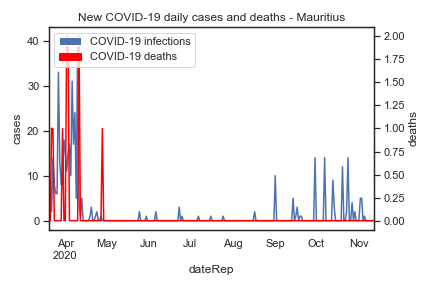 New COVID-19 daily cases and deaths - Mauritius
COVID-19 infections
COVID-19 deaths
40
30
20
10
0
cases
2.00
1.75
1.50
1.25
1.00
0.75
0.50
0.25
0.00
deaths
Apr May Jun Jul Aug Sep Oct Nov
2020
dateRep